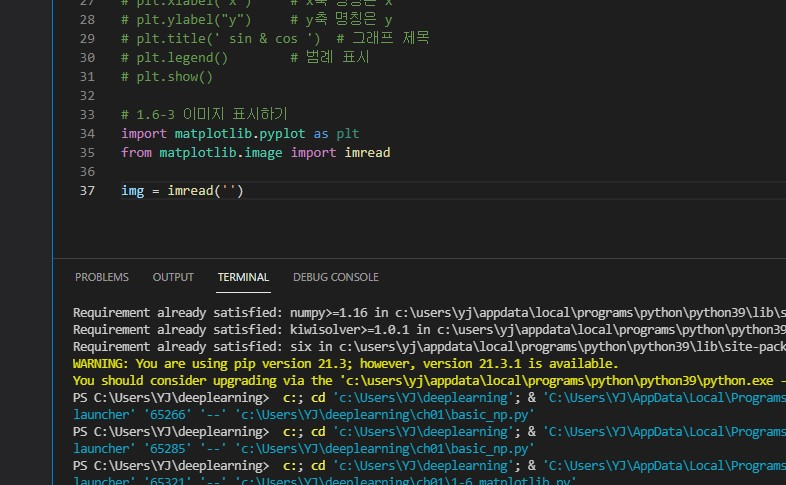 27 # plt.xlabel("x") # x축 명칭은 x
28 # plt.ylabel("y") # y축 명칭은 y
29 # plt.title(' sin & cos ') # 그래프 제목
30 # plt.legend() # 범례 표시
31 # plt.show()
32
33 # 1.6-3 이미지 표시하기
34 import matplotlib.pyplot as plt
35 from matplotlib.image import imread
36
37 img = imread('')
PROBLEMS OUTPUT TERMINAL DEBUG CONSOLE
Requirement already satisfied: numpy>=1.16 in c:\users\yj\appdata\local\programs\python\python39\lib\s
Requirement already satisfied: kiwisolver>=1.0.1 in c:\users\yj\appdata\local\programs\python\python39
Requirement already satisfied: six in c:\users\yj\appdata\local\programs\python\python39\lib\site-pack
WARNING: You are using pip version 21.3; however, version 21.3.1 is available.
You should consider upgrading via the 'c:\users\yj\appdata\local\programs\python\python39\python.exe -
PS C:\Users\YJ\deeplearning> c:; cd 'c:\Users\YJ\deeplearning'; & 'C:\Users\YJ\AppData\Local\Programs
launcher' '65266' '--' 'c:\Users\YJ\deeplearning\ch01\basic_np.py'
PS C:\Users\YJ\deeplearning> c:; cd 'c:\Users\YJ\deeplearning'; & 'C:\Users\YJ\AppData\Local\Programs
launcher' '65285' '--' 'c:\Users\YJ\deeplearning\ch01\basic_np.py'
PS C:\Users\YJ\deeplearning> c:; cd 'c:\Users\YJ\deeplearning'; & 'C:\Users\YJ\AppData\Local\Programs
launcher' '65321' '--' 'c:\Users\YJ\deeplearning\ch01\1-6_matplotlib.py'